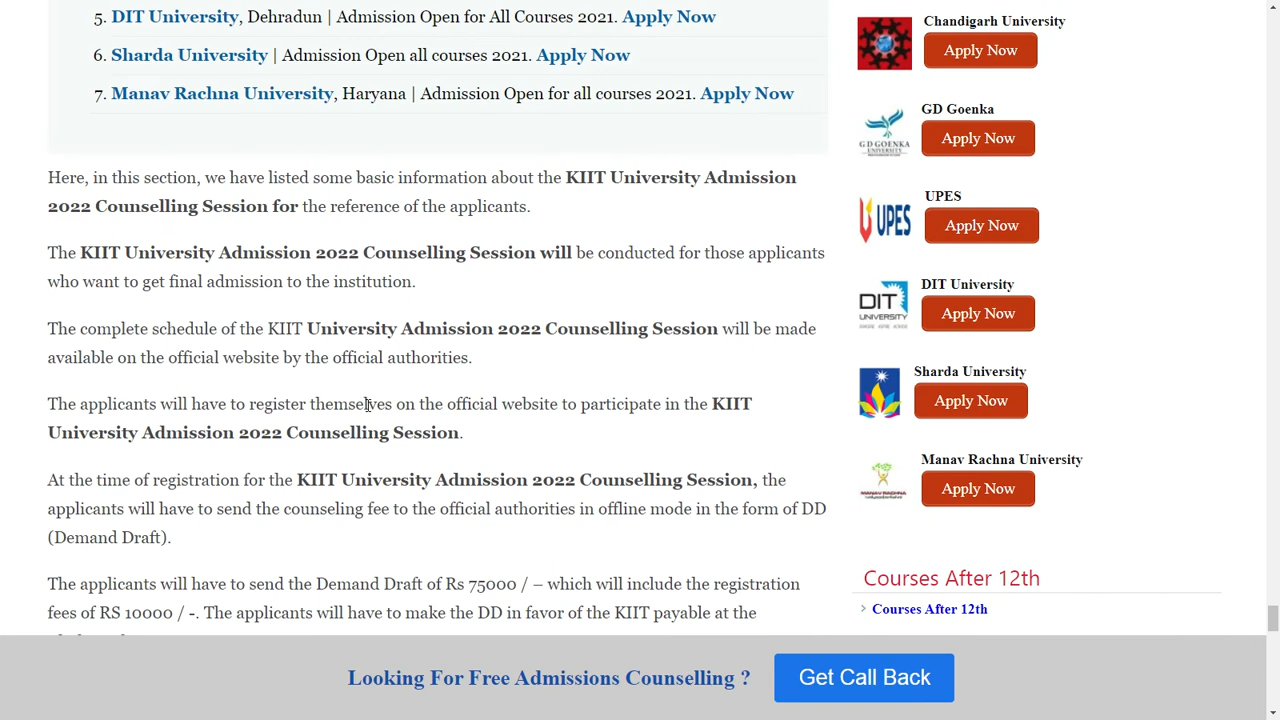 5. DIT University, Dehradun | Admission Open for All Courses 2021. Apply Now
6. Sharda University | Admission Open all courses 2021. Apply Now
7. Manav Rachna University, Haryana | Admission Open for all courses 2021. Apply Now
Here, in this section, we have listed some basic information about the KIIT University Admission
2022 Counselling Session for the reference of the applicants.
The KIIT University Admission 2022 Counselling Session will be conducted for those applicants
who want to get final admission to the institution.
The complete schedule of the KIIT University Admission 2022 Counselling Session will be made
available on the official website by the official authorities.
The applicants will have to register themselves on the official website to participate in the KIIT
University Admission 2022 Counselling Session.
At the time of registration for the KIIT University Admission 2022 Counselling Session, the
applicants will have to send the counseling fee to the official authorities in offline mode in the form of DD
(Demand Draft).
The applicants will have to send the Demand Draft of Rs 75000 / – which will include the registration
fees of RS 10000 / -. The applicants will have to make the DD in favor of the KIIT payable at the
Chandigarh University
Apply Now
GD Goenka
G D GOENKA
UNIVERSITY
Apply Now
UPES
UPES
Apply Now
DIT University
DIT
UNIVERSITY
Apply Now
Sharda University
Apply Now
Manav Rachna University
MANAV RACHNA
Apply Now
Courses After 12th
Courses After 12th
Looking For Free Admissions Counselling ?
Get Call Back